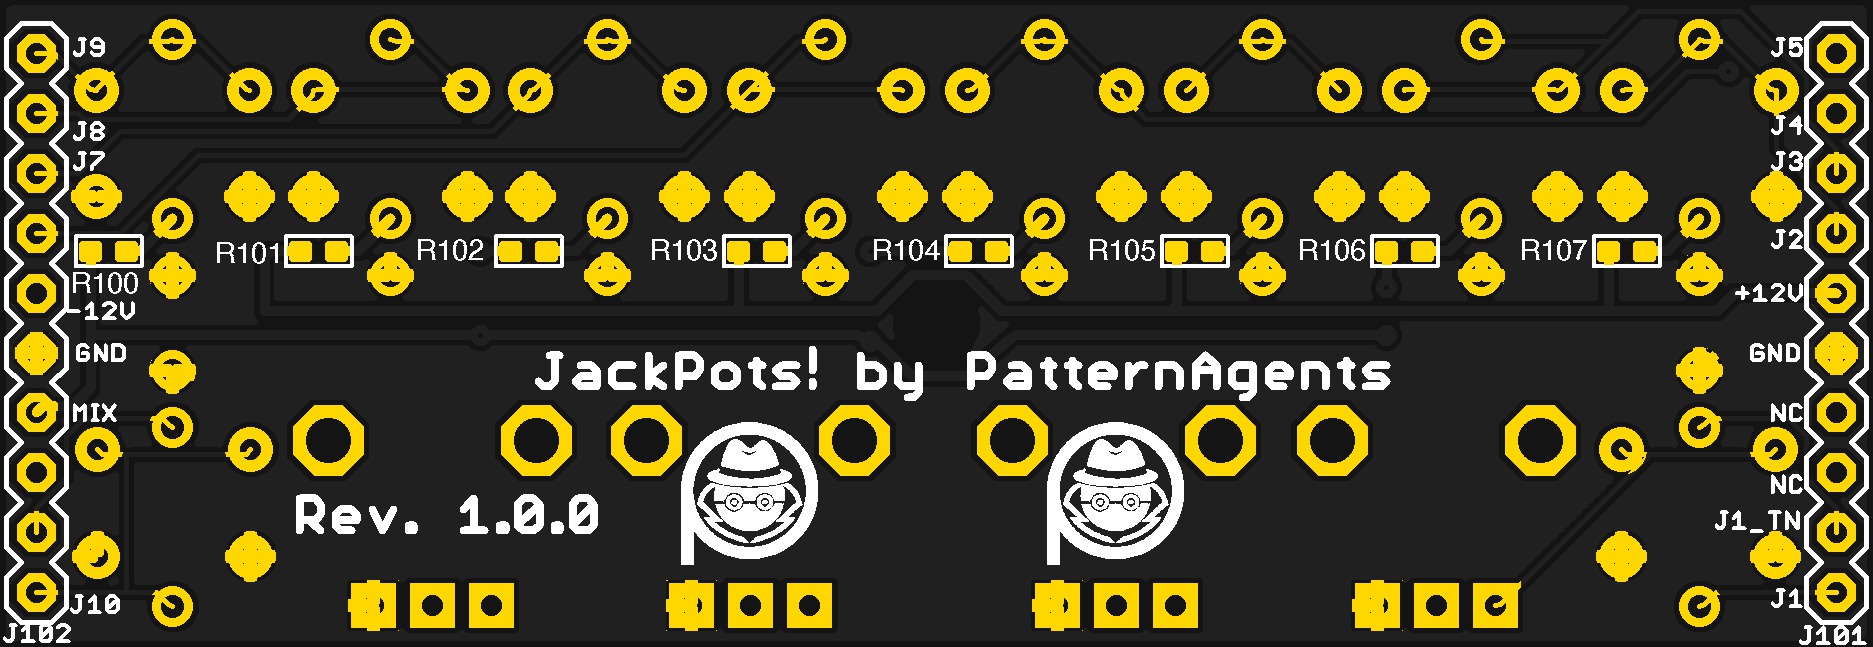 J9
J5
J8
J4
J7
J3
J2
R100
R101
R102
R103
R104
R105
R106
R107
-12V
+12V
GND
GND
JackPots! by PatternAgents
MIX
NC
NC
Rev. 1.0.0
J1_TN
J10
J1
J102
J101